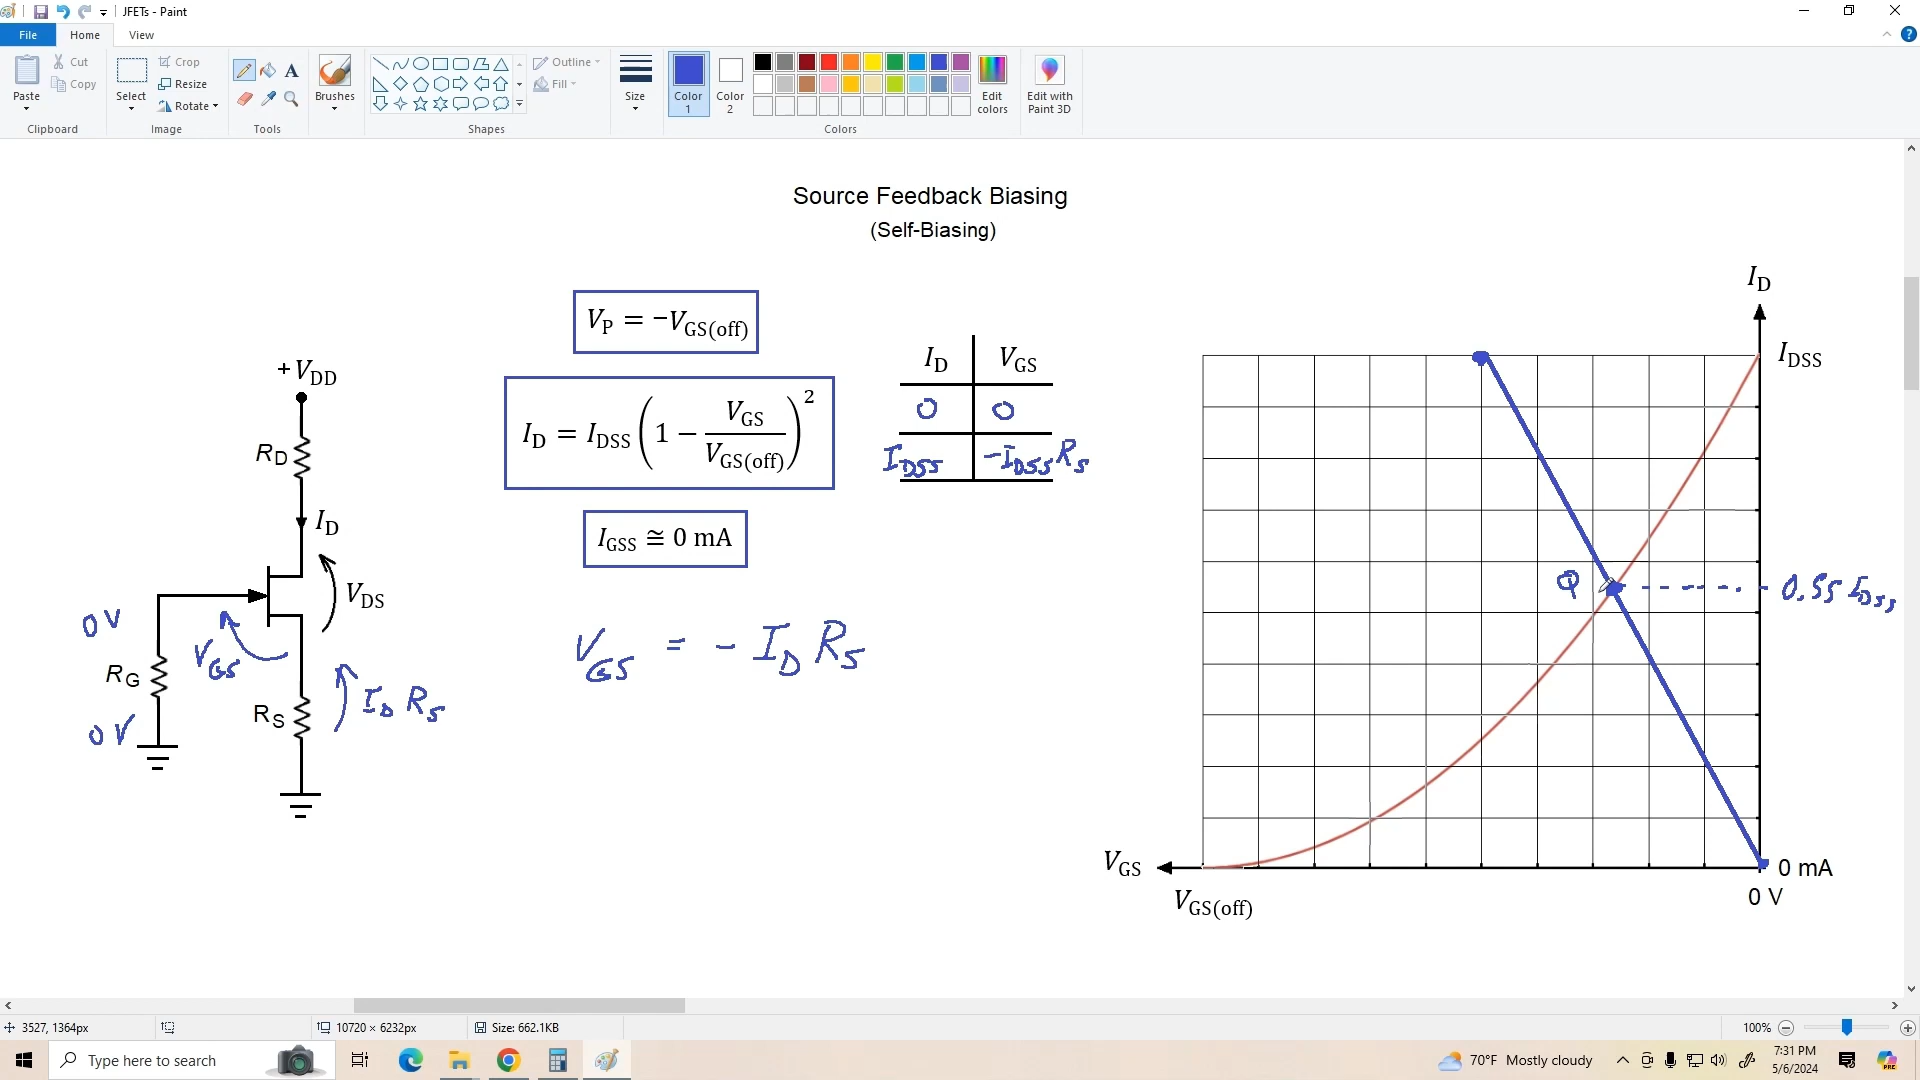 JFETs - Paint
File Home View
Paste
Cut
Copy
Clipboard
Select
Crop
Resize
Rotate
Image
Tools
Brushes
Shapes
Outline
Fill
Size
Color 1
Color 2
Colors
Edit colors
Edit with Paint 3D
Source Feedback Biasing
(Self-Biasing)
V_P = −V_GS(off)
I_D = I_DSS (1 − V_GS / V_GS(off))²
I_GSS ≅ 0 mA
V_GS = - I_D R_S
I_D V_GS
0 0
I_DSS -I_DSS R_S
+V_DD
R_D
I_D
V_DS
0V
V_GS
R_G
R_S
I_D R_S
0V
I_D
I_DSS
Q
0.55 I_DSS
V_GS
0 mA
V_GS(off)
0 V
3527, 1364px
10720 × 6232px
Size: 662.1KB
100%
Type here to search
70°F Mostly cloudy
7:31 PM
5/6/2024
PRE